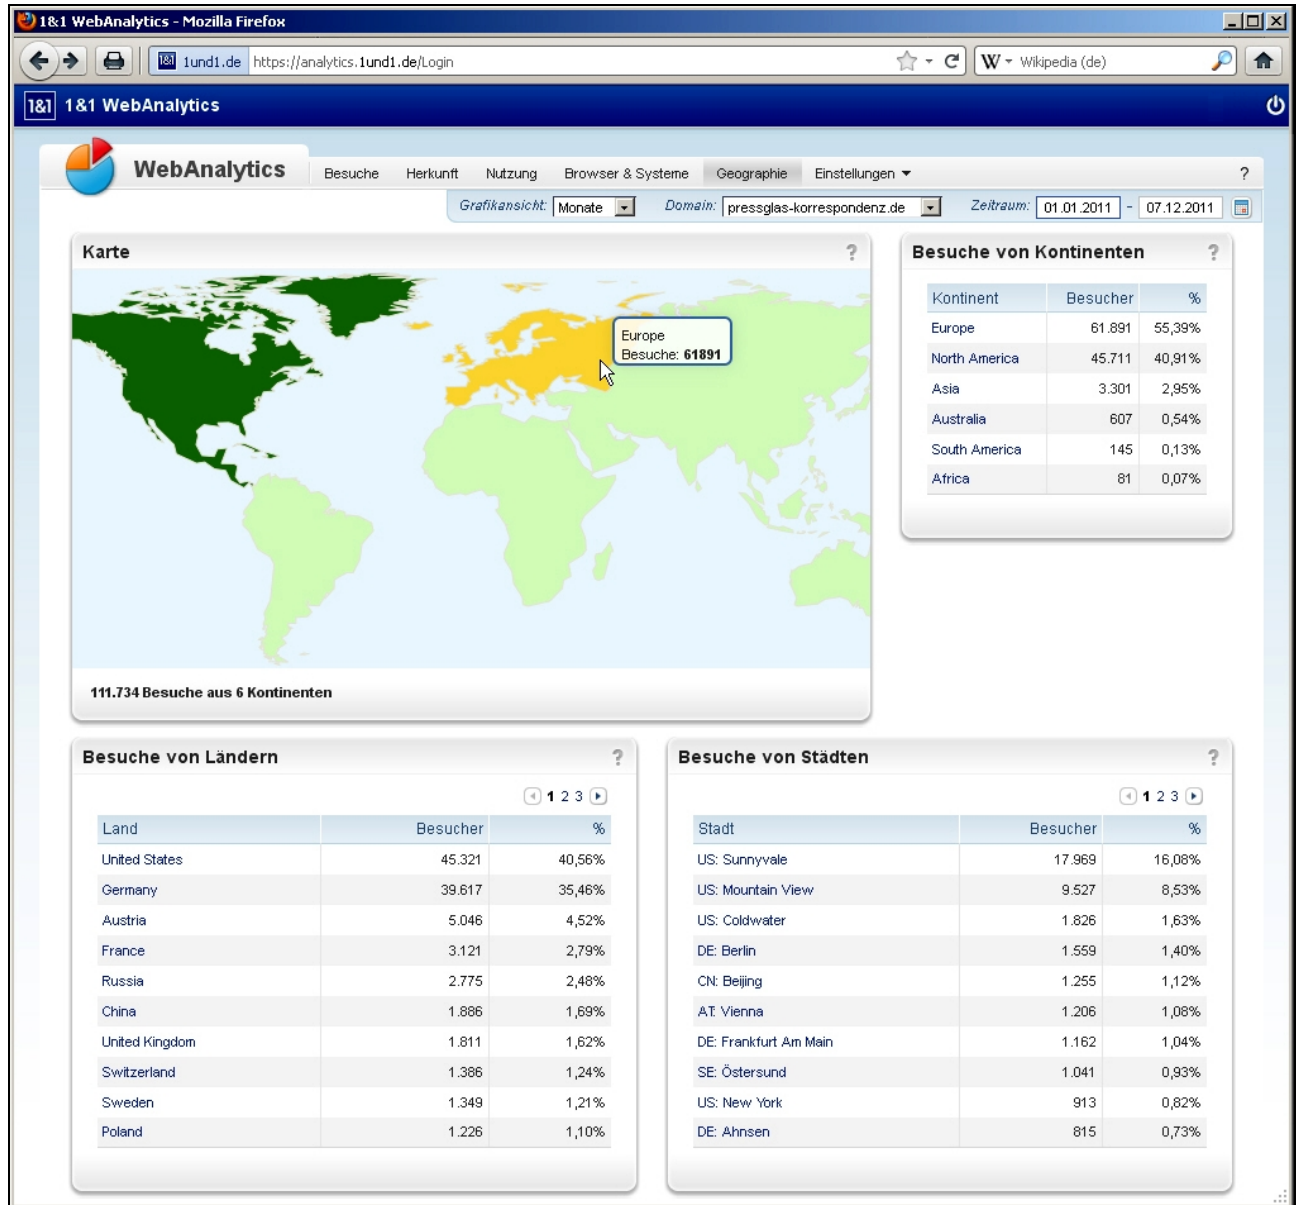 1&1 WebAnalytics - Mozilla Firefox
1&1 1und1.de https://analytics.1und1.de/Login W Wikipedia (de)
1&1 1&1 WebAnalytics
WebAnalytics Besuche Herkunft Nutzung Browser & Systeme Geographie Einstellungen ?
Grafikansicht: Monate Domain: pressglas-korrespondenz.de Zeitraum: 01.01.2011 - 07.12.2011
Karte ?
Europe
Besuche: 61891
111.734 Besuche aus 6 Kontinenten
Besuche von Kontinenten ?
Kontinent Besucher %
Europe 61.891 55,39%
North America 45.711 40,91%
Asia 3.301 2,95%
Australia 607 0,54%
South America 145 0,13%
Africa 81 0,07%
Besuche von Ländern ?
1 2 3
Land Besucher %
United States 45.321 40,56%
Germany 39.617 35,46%
Austria 5.046 4,52%
France 3.121 2,79%
Russia 2.775 2,48%
China 1.886 1,69%
United Kingdom 1.811 1,62%
Switzerland 1.386 1,24%
Sweden 1.349 1,21%
Poland 1.226 1,10%
Besuche von Städten ?
1 2 3
Stadt Besucher %
US: Sunnyvale 17.969 16,08%
US: Mountain View 9.527 8,53%
US: Coldwater 1.826 1,63%
DE: Berlin 1.559 1,40%
CN: Beijing 1.255 1,12%
AT: Vienna 1.206 1,08%
DE: Frankfurt Am Main 1.162 1,04%
SE: Östersund 1.041 0,93%
US: New York 913 0,82%
DE: Ahnsen 815 0,73%